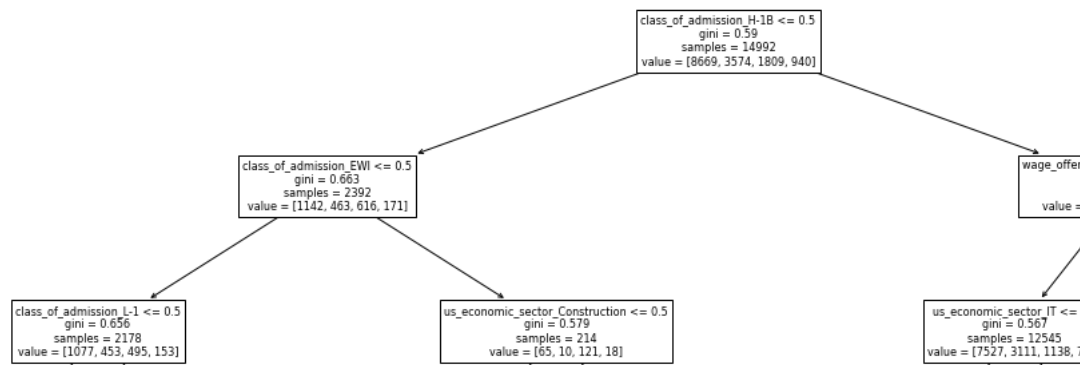 class_of_admission_H-1B <= 0.5
gini = 0.59
samples = 14992
value = [8669, 3574, 1809, 940]
class_of_admission_EWI <= 0.5
gini = 0.663
samples = 2392
value = [1142, 463, 616, 171]
wage_offer
value =
class_of_admission_L-1 <= 0.5
gini = 0.656
samples = 2178
value = [1077, 453, 495, 153]
us_economic_sector_Construction <= 0.5
gini = 0.579
samples = 214
value = [65, 10, 121, 18]
us_economic_sector_IT <=
gini = 0.567
samples = 12545
value = [7527, 3111, 1138,